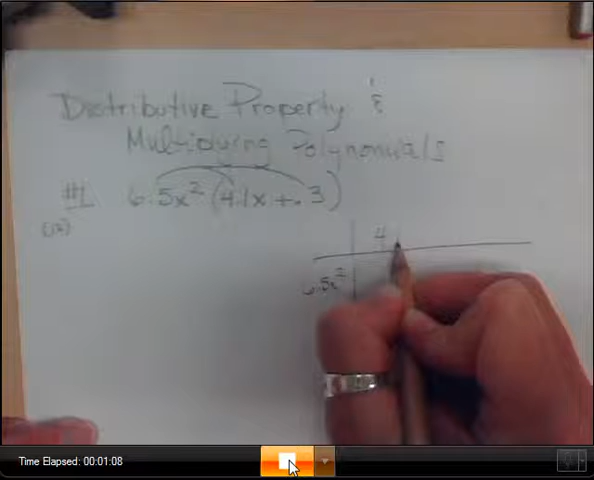 Distributive Property &
Multiplying Polynomials
#1 6.5x² (4.1x + .3)
4.
6.5x²
Time Elapsed: 00:01:08